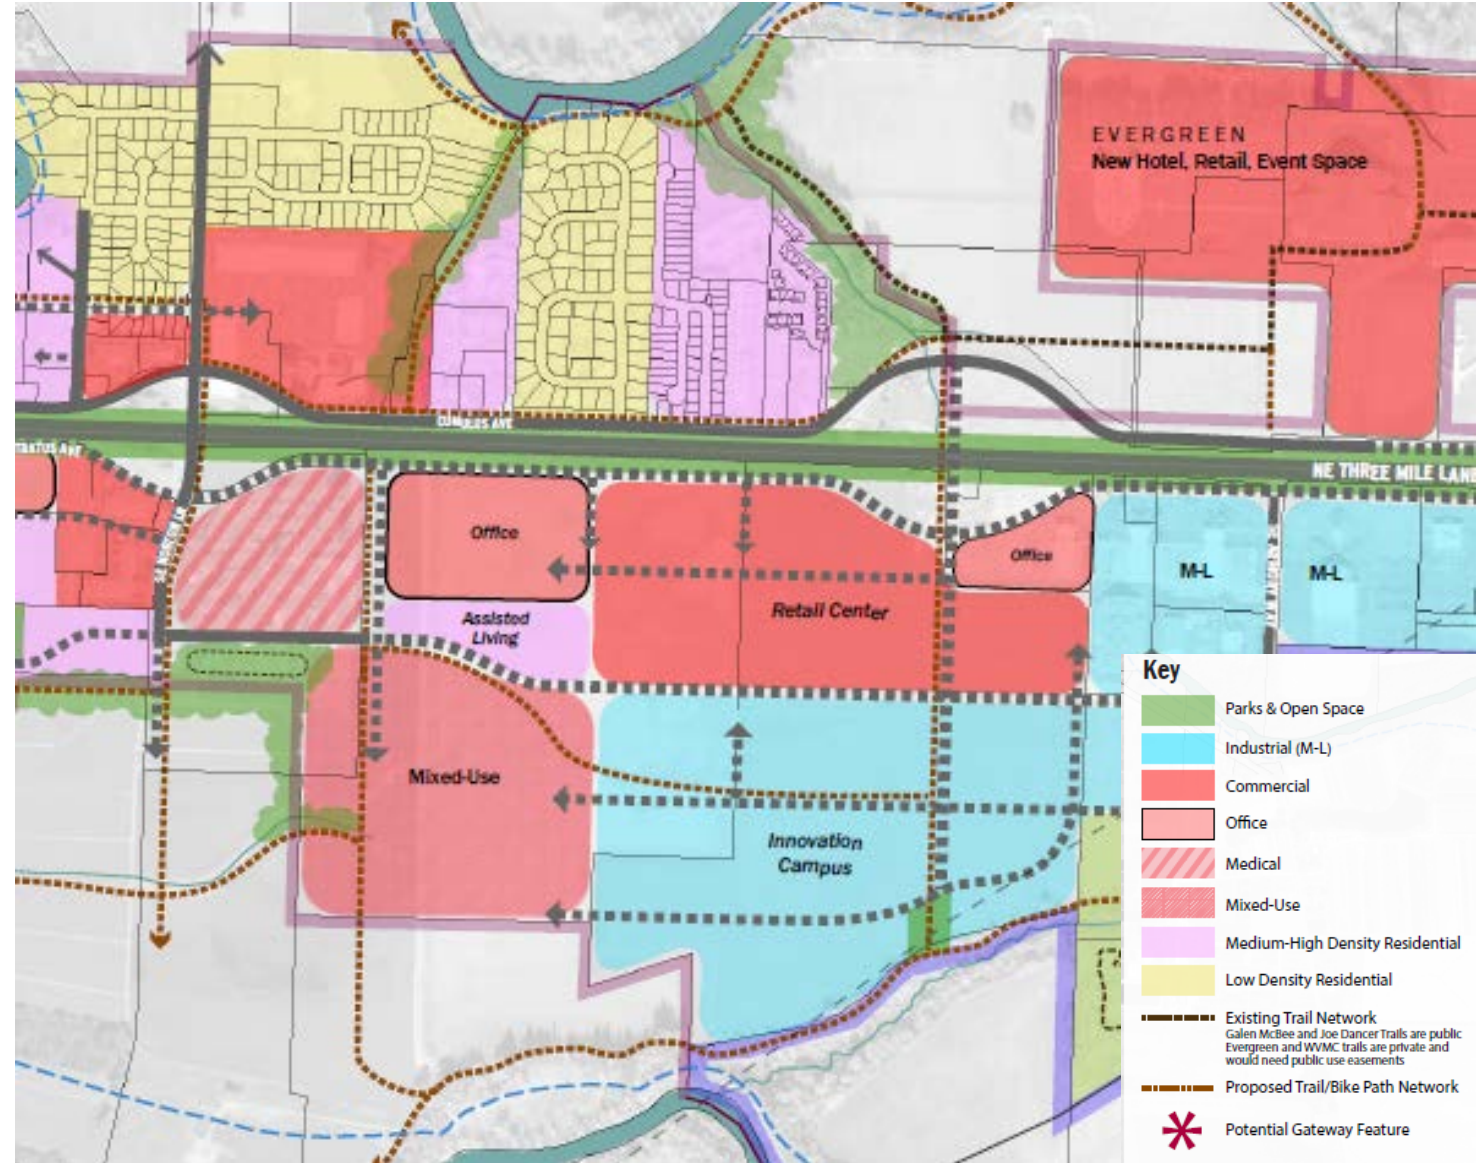 EVERGREEN
New Hotel, Retail, Event Space
CUMULUS AVE
NE THREE MILE LANE
Office
Office
M-L
M-L
Retail Center
Assisted
Living
Mixed-Use
Innovation
Campus
Key
Parks & Open Space
Industrial (M-L)
Commercial
Office
Medical
Mixed-Use
Medium-High Density Residential
Low Density Residential
Existing Trail Network
Galen McBee and Joe Dancer Trails are public
Evergreen and WVMC trails are private and
would need public use easements
Proposed Trail/Bike Path Network
Potential Gateway Feature